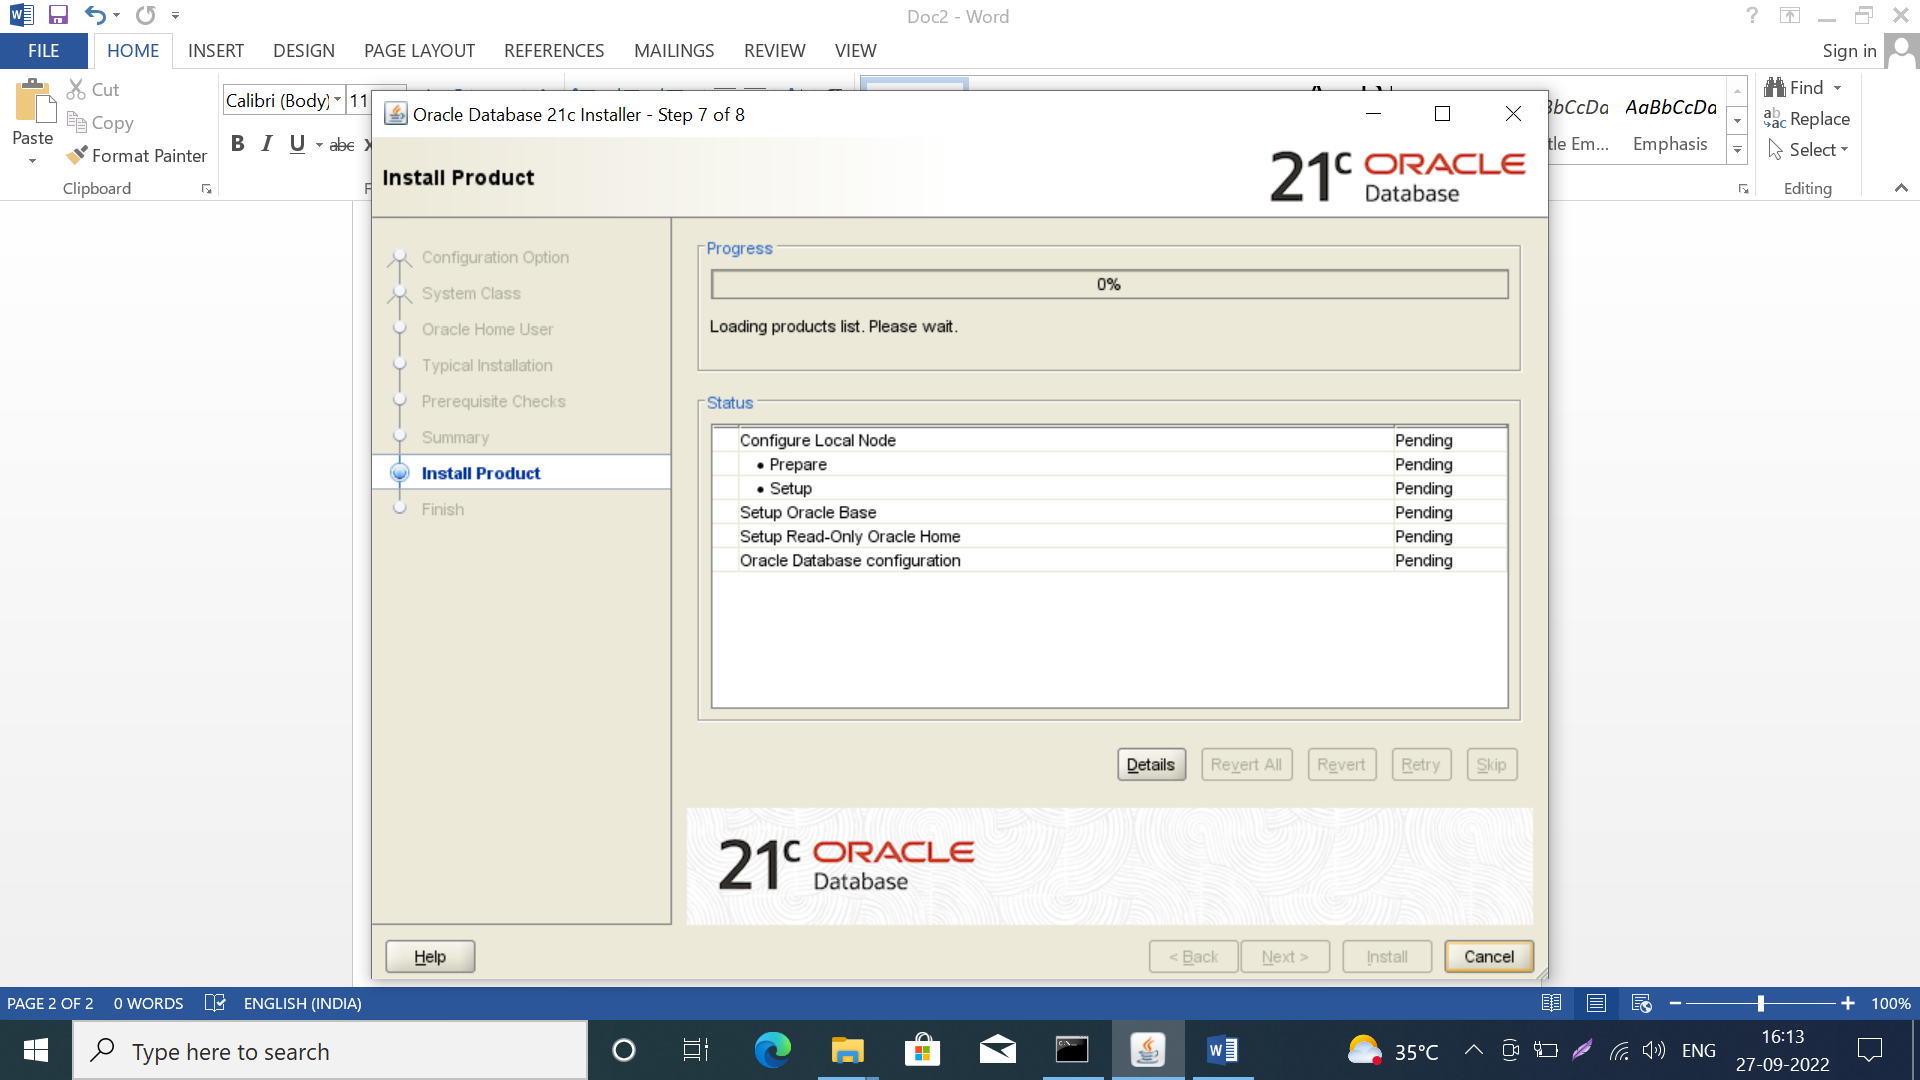 Doc2 - Word
FILE HOME INSERT DESIGN PAGE LAYOUT REFERENCES MAILINGS REVIEW VIEW Sign in
Paste
Cut
Copy
Format Painter
Clipboard
Calibri (Body) 11
B I U abc
AaBbCcDd
Emphasis
Find
Replace
Select
Editing
Oracle Database 21c Installer - Step 7 of 8
Install Product
21c ORACLE
Database
Configuration Option
System Class
Oracle Home User
Typical Installation
Prerequisite Checks
Summary
Install Product
Finish
Progress
0%
Loading products list. Please wait.
Status
Configure Local Node Pending
• Prepare Pending
• Setup Pending
Setup Oracle Base Pending
Setup Read-Only Oracle Home Pending
Oracle Database configuration Pending
Details Revert All Revert Retry Skip
21c ORACLE
Database
Help < Back Next > Install Cancel
PAGE 2 OF 2 0 WORDS ENGLISH (INDIA) 100%
Type here to search
35°C ENG
16:13
27-09-2022